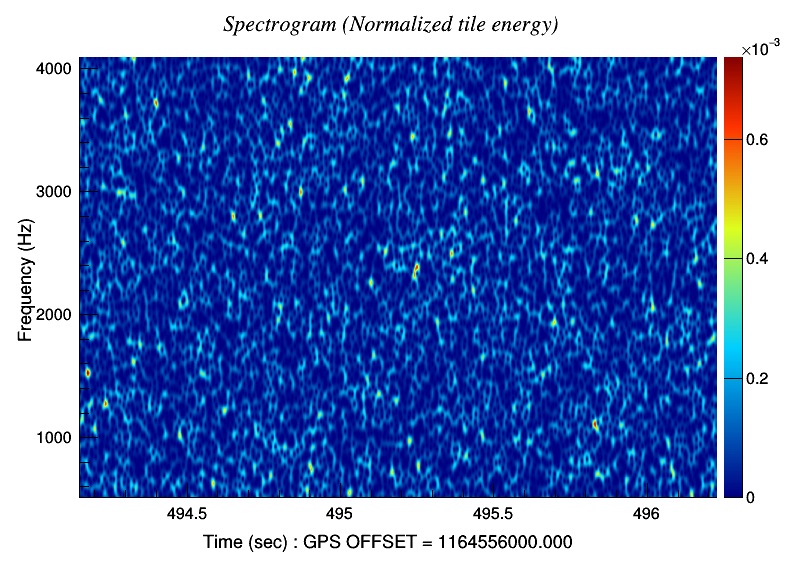 Spectrogram (Normalized tile energy)
×10⁻³
4000
3000
2000
1000
Frequency (Hz)
0.6
0.4
0.2
0
494.5 495 495.5 496
Time (sec) : GPS OFFSET = 1164556000.000